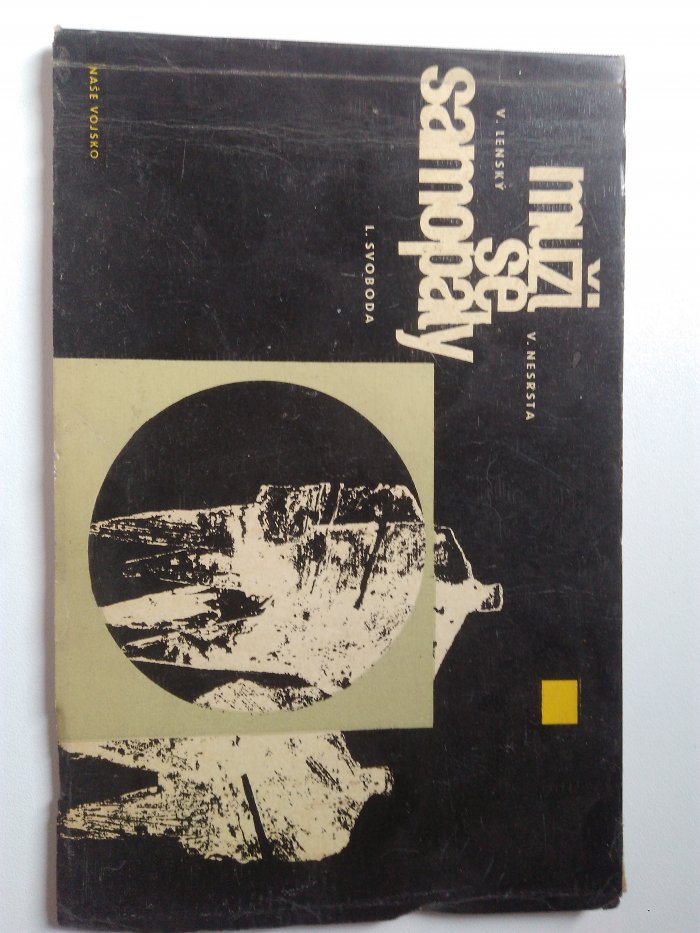 muži
V. NESRSTA
V. LENSKÝ
se
samopaly
L. SVOBODA
NAŠE VOJSKO